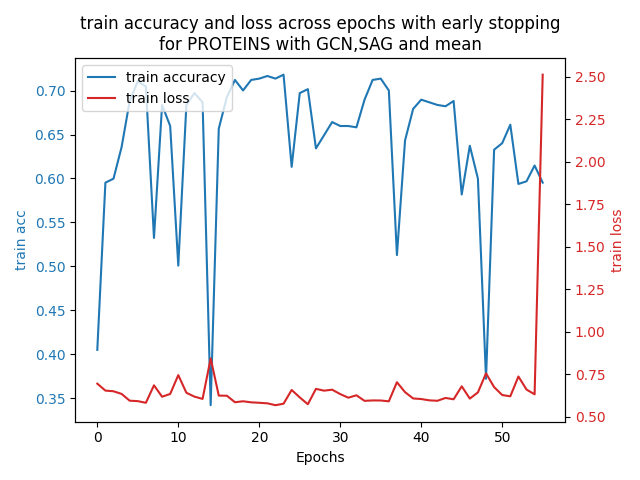 train accuracy and loss across epochs with early stopping
for PROTEINS with GCN,SAG and mean
train accuracy
train loss
0.70
0.65
0.60
0.55
0.50
0.45
0.40
0.35
train acc
2.50
2.25
2.00
1.75
1.50
1.25
1.00
0.75
0.50
train loss
0 10 20 30 40 50
Epochs